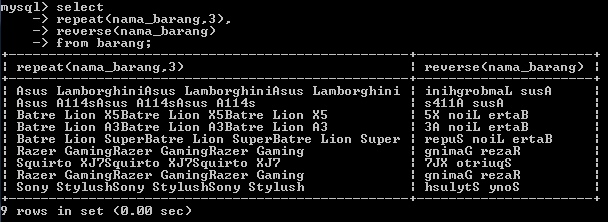 mysql> select
    -> repeat(nama_barang,3),
    -> reverse(nama_barang)
    -> from barang;
+--------------------------------------------------+----------------------+
| repeat(nama_barang,3)                            | reverse(nama_barang) |
+--------------------------------------------------+----------------------+
| Asus LamborghiniAsus LamborghiniAsus Lamborghini | inihgrobmaL susA     |
| Asus A114sAsus A114sAsus A114s                   | s411A susA           |
| Batre Lion X5Batre Lion X5Batre Lion X5          | 5X noiL ertaB        |
| Batre Lion A3Batre Lion A3Batre Lion A3          | 3A noiL ertaB        |
| Batre Lion SuperBatre Lion SuperBatre Lion Super | repuS noiL ertaB     |
| Razer GamingRazer GamingRazer Gaming             | gnimaG rezaR         |
| Squirto XJ7Squirto XJ7Squirto XJ7                | 7JX otriuqS          |
| Razer GamingRazer GamingRazer Gaming             | gnimaG rezaR         |
| Sony StylushSony StylushSony Stylush             | hsulytS ynoS         |
+--------------------------------------------------+----------------------+
9 rows in set (0.00 sec)